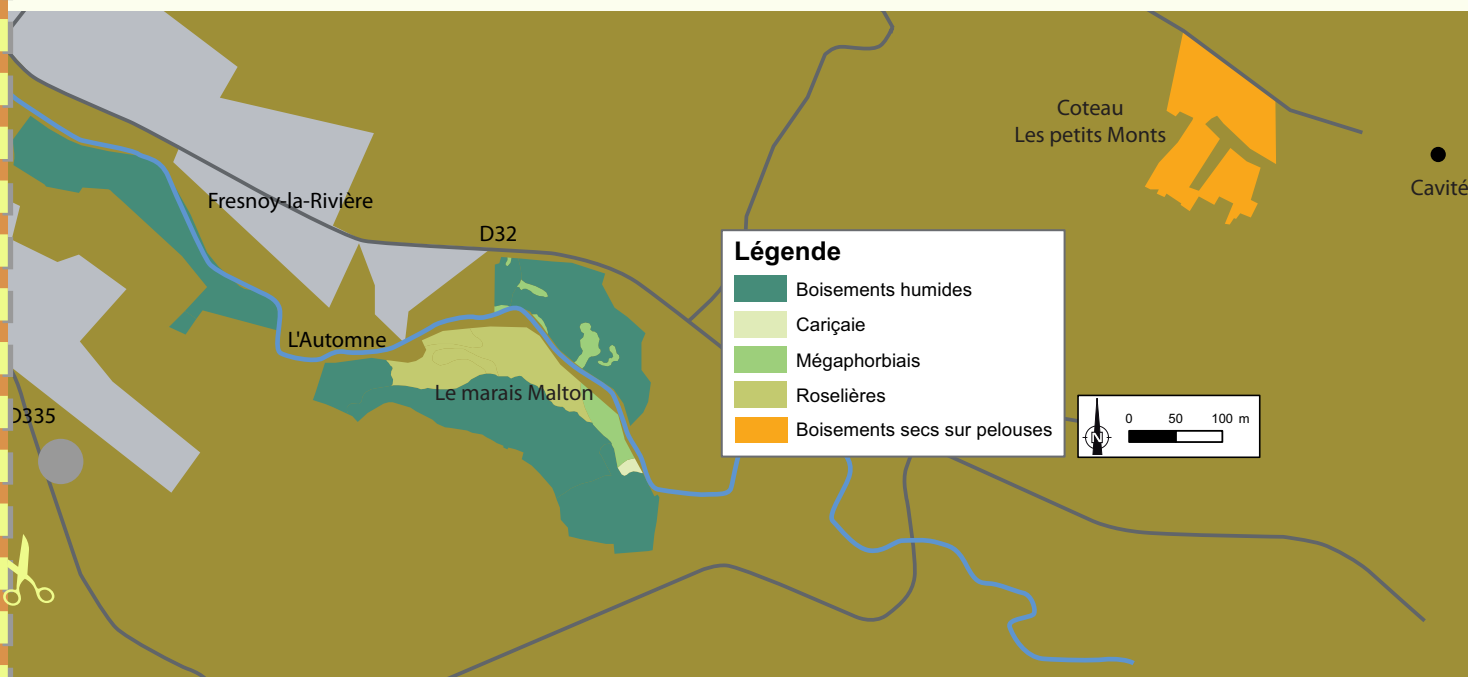 Coteau
Les petits Monts
Cavité
Fresnoy-la-Rivière
D32
Légende
Boisements humides
Cariçaie
Mégaphorbiais
Roselières
Boisements secs sur pelouses
L'Automne
Le marais Malton
D335
N
0 50 100 m